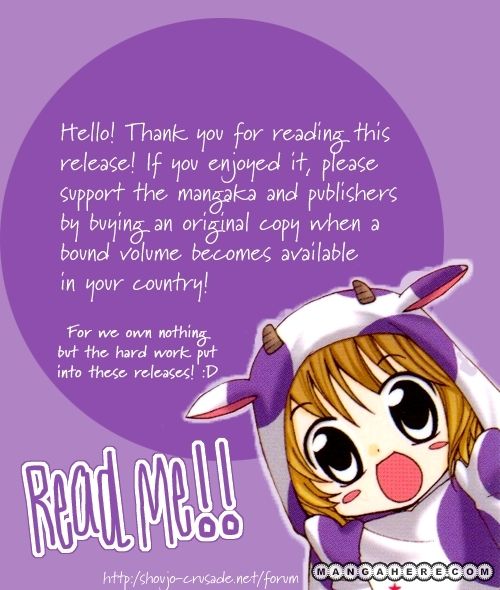 Hello! Thank you for reading this
release! If you enjoyed it, please
support the mangaka and publishers
by buying an original copy when a
bound volume becomes available
in your country!
For we own nothing
but the hard work put
into these releases! :D
Read Me!!
http:/shoujo-crusade.net/forum
MANGAHERE.COM